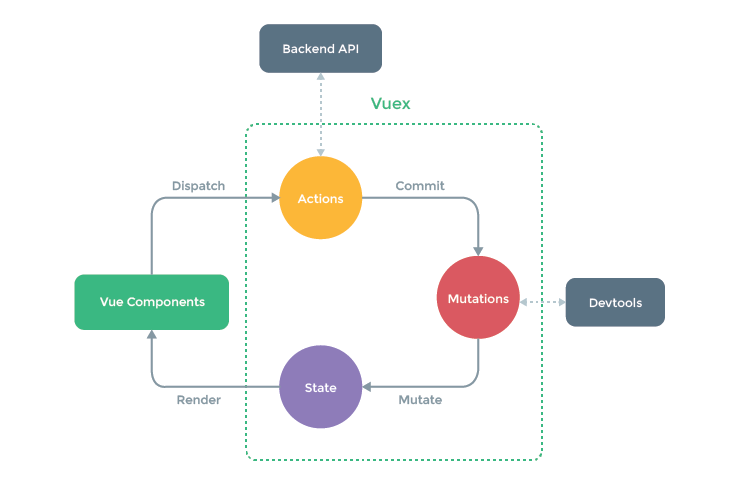 Backend API
Vuex
Dispatch
Commit
Actions
Vue Components
Mutations
Devtools
State
Render
Mutate